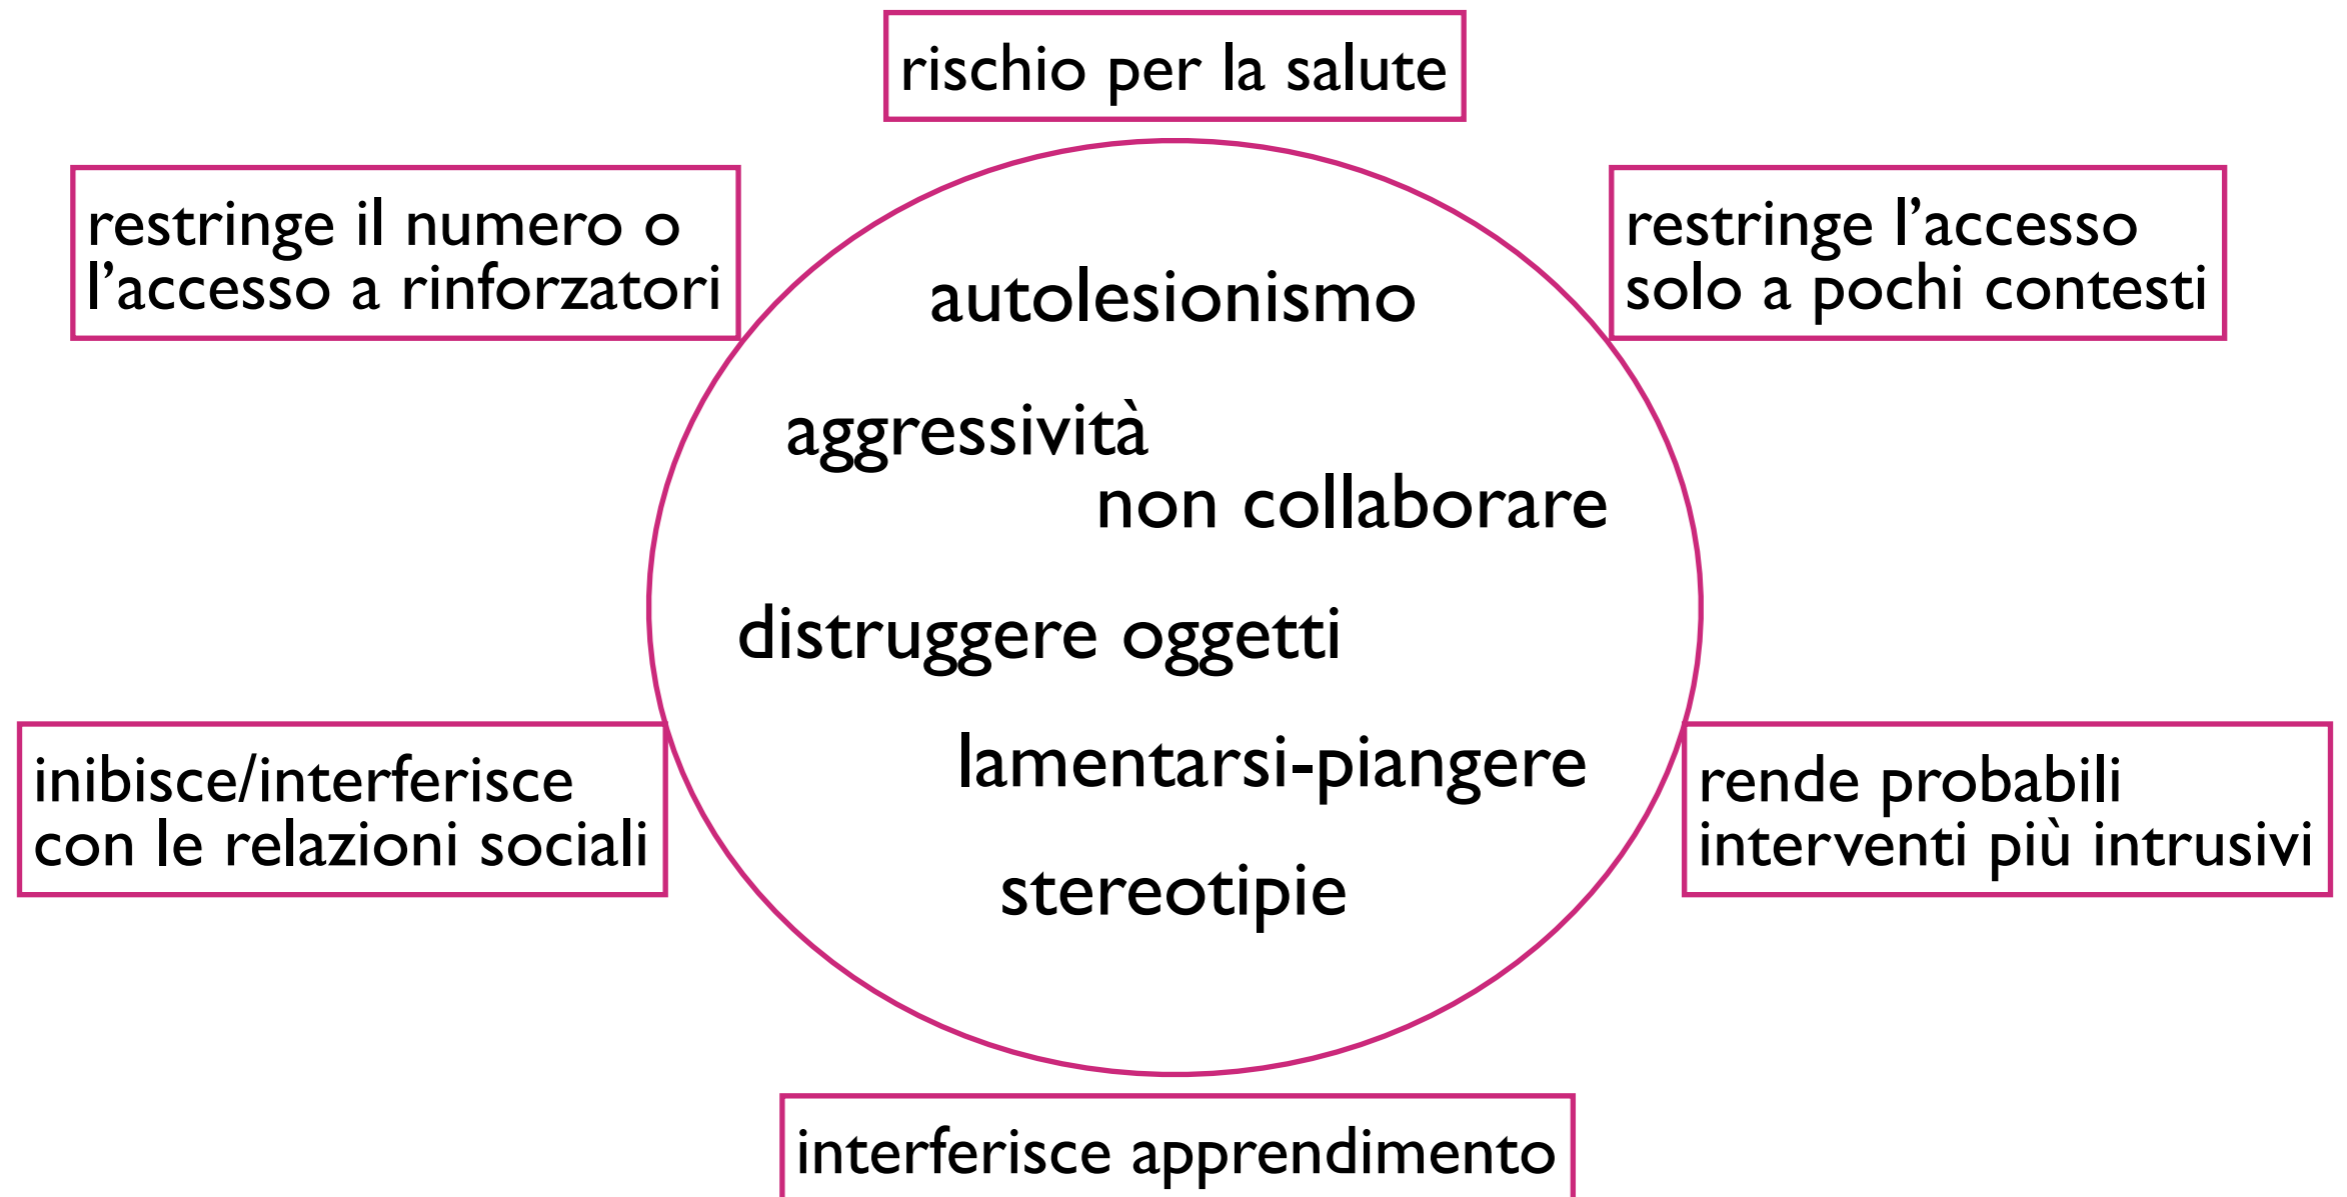 rischio per la salute
restringe il numero o
l’accesso a rinforzatori
restringe l’accesso
solo a pochi contesti
autolesionismo
aggressività
non collaborare
distruggere oggetti
lamentarsi-piangere
stereotipie
inibisce/interferisce
con le relazioni sociali
rende probabili
interventi più intrusivi
interferisce apprendimento